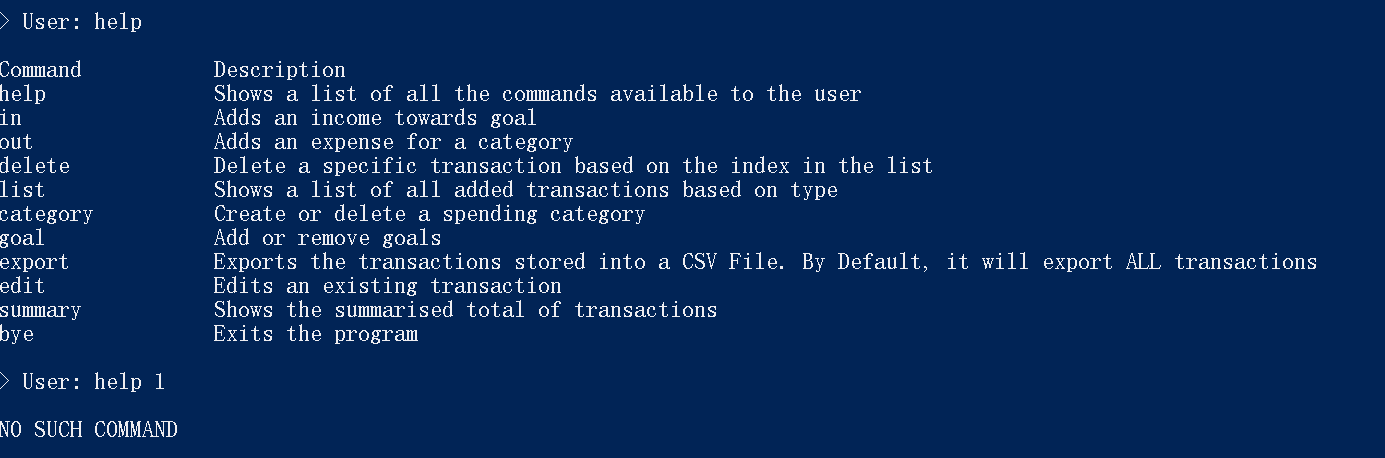 > User: help
Command Description
help Shows a list of all the commands available to the user
in Adds an income towards goal
out Adds an expense for a category
delete Delete a specific transaction based on the index in the list
list Shows a list of all added transactions based on type
category Create or delete a spending category
goal Add or remove goals
export Exports the transactions stored into a CSV File. By Default, it will export ALL transactions
edit Edits an existing transaction
summary Shows the summarised total of transactions
bye Exits the program
> User: help 1
NO SUCH COMMAND